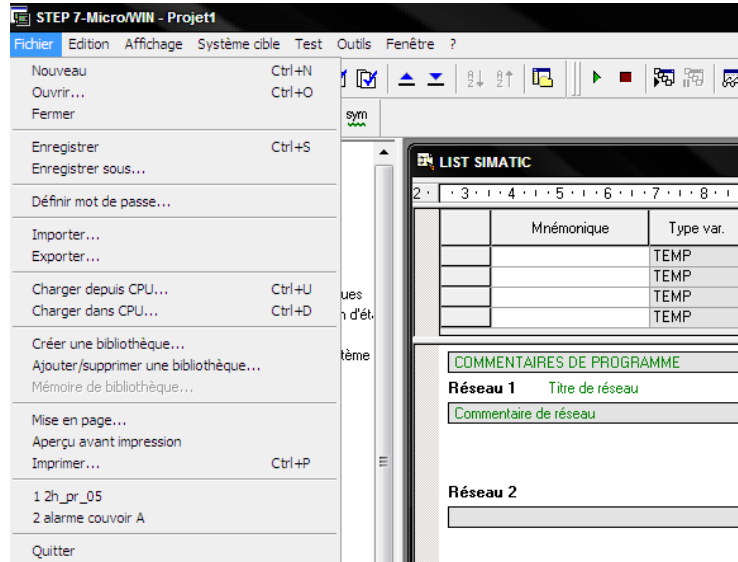 STEP 7-Micro/WIN - Projet1
Fichier Edition Affichage Système cible Test Outils Fenêtre ?
Nouveau Ctrl+N
Ouvrir... Ctrl+O
Fermer
sym
Enregistrer Ctrl+S
Enregistrer sous...
Définir mot de passe...
Importer...
Exporter...
Charger depuis CPU... Ctrl+U
Charger dans CPU... Ctrl+D
Créer une bibliothèque...
Ajouter/supprimer une bibliothèque...
Mémoire de bibliothèque...
Mise en page...
Aperçu avant impression
Imprimer... Ctrl+P
1 2h_pr_05
2 alarme couvoir A
Quitter
ues
n d'ét
tème
LIST SIMATIC
2 · 3 · 4 · 5 · 6 · 7 · 8
Mnémonique Type var.
TEMP
TEMP
TEMP
TEMP
COMMENTAIRES DE PROGRAMME
Réseau 1 Titre de réseau
Commentaire de réseau
Réseau 2